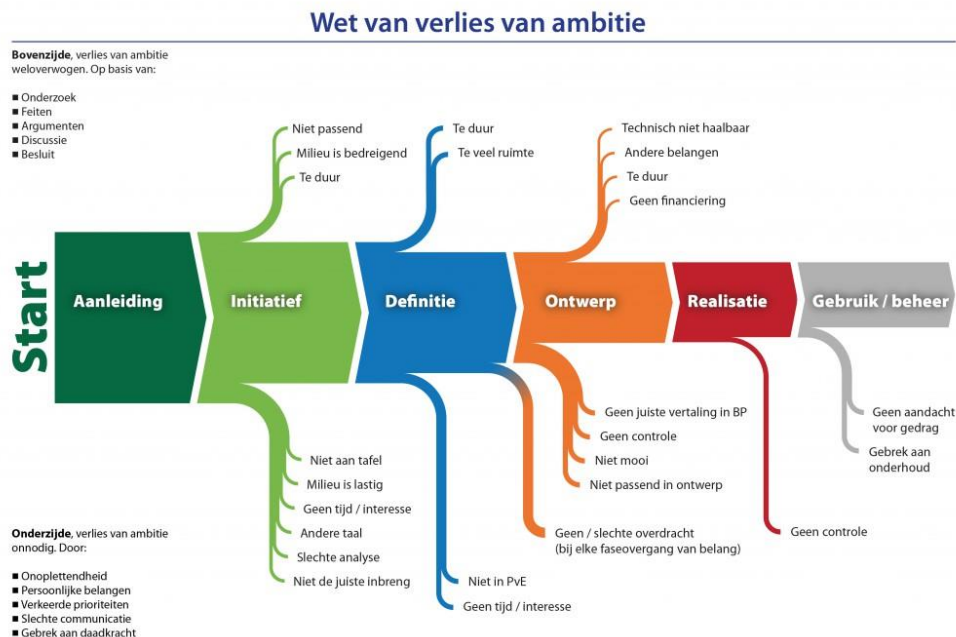 Wet van verlies van ambitie
Bovenzijde, verlies van ambitie
weloverwogen. Op basis van:
■ Onderzoek
■ Feiten
■ Argumenten
■ Discussie
■ Besluit
Niet passend
Milieu is bedreigend
Te duur
Te duur
Te veel ruimte
Technisch niet haalbaar
Andere belangen
Te duur
Geen financiering
Start
Aanleiding
Initiatief
Definitie
Ontwerp
Realisatie
Gebruik / beheer
Niet aan tafel
Milieu is lastig
Geen tijd / interesse
Andere taal
Slechte analyse
Niet de juiste inbreng
Niet in PvE
Geen tijd / interesse
Geen / slechte overdracht
(bij elke faseovergang van belang)
Geen juiste vertaling in BP
Geen controle
Niet mooi
Niet passend in ontwerp
Geen controle
Geen aandacht
voor gedrag
Gebrek aan
onderhoud
Onderzijde, verlies van ambitie
onnodig. Door:
■ Onoplettendheid
■ Persoonlijke belangen
■ Verkeerde prioriteiten
■ Slechte communicatie
■ Gebrek aan daadkracht